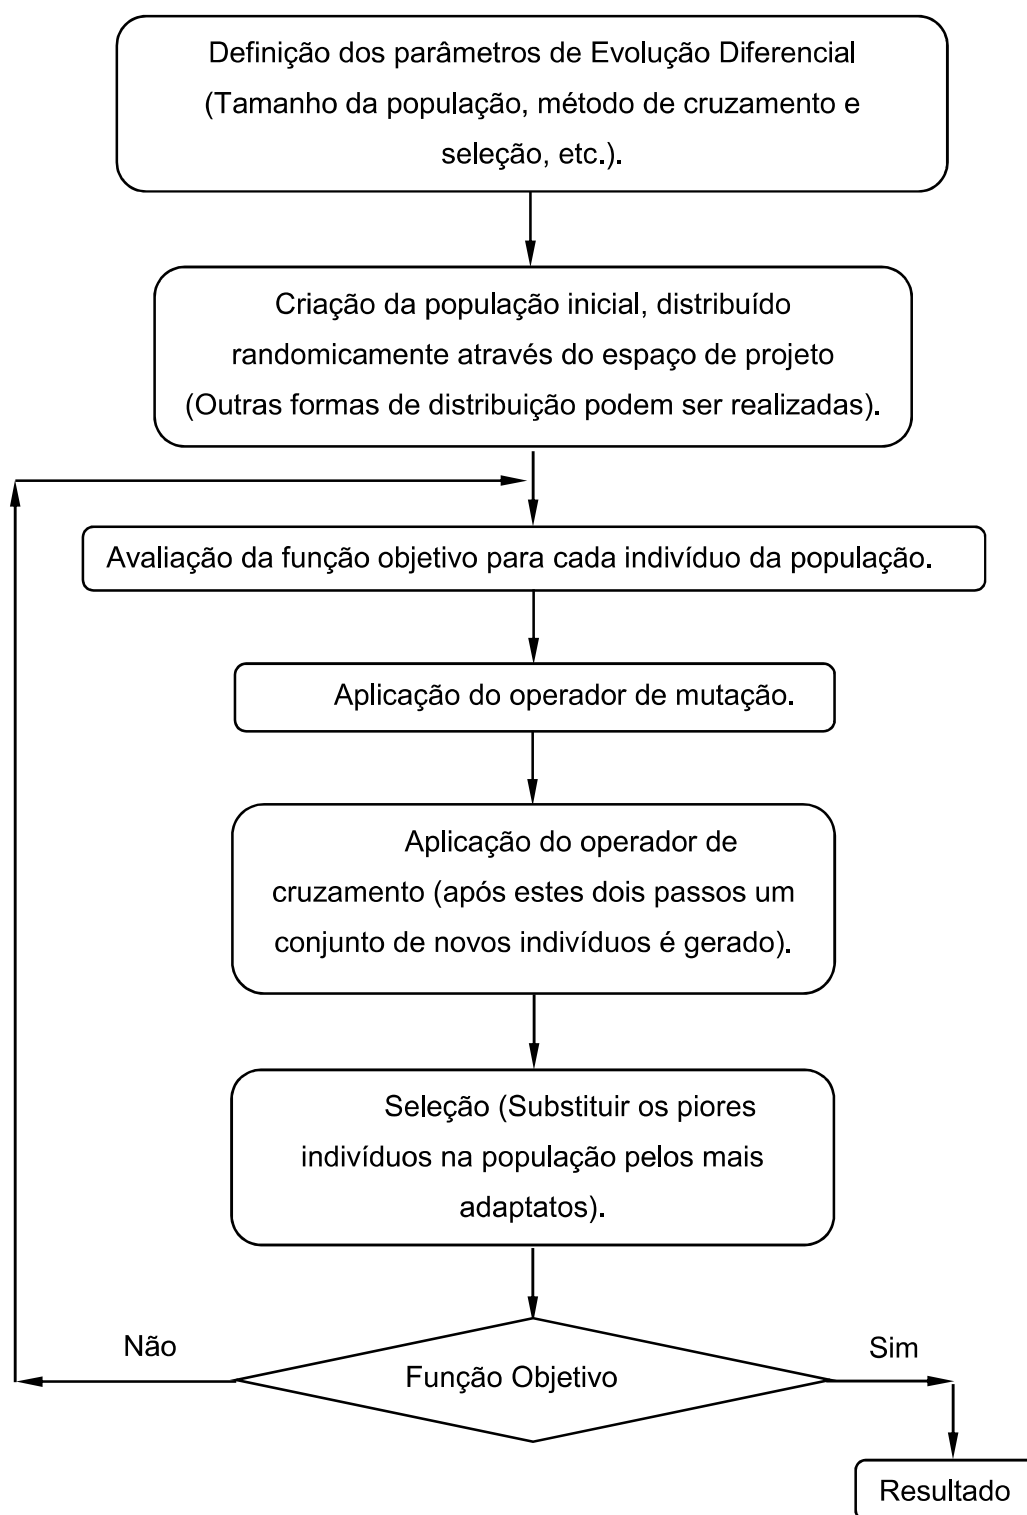 Definição dos parâmetros de Evolução Diferencial
(Tamanho da população, método de cruzamento e
seleção, etc.).
Criação da população inicial, distribuído
randomicamente através do espaço de projeto
(Outras formas de distribuição podem ser realizadas).
Avaliação da função objetivo para cada indivíduo da população.
Aplicação do operador de mutação.
Aplicação do operador de
cruzamento (após estes dois passos um
conjunto de novos indivíduos é gerado).
Seleção (Substituir os piores
indivíduos na população pelos mais
adaptatos).
Não
Sim
Função Objetivo
Resultado